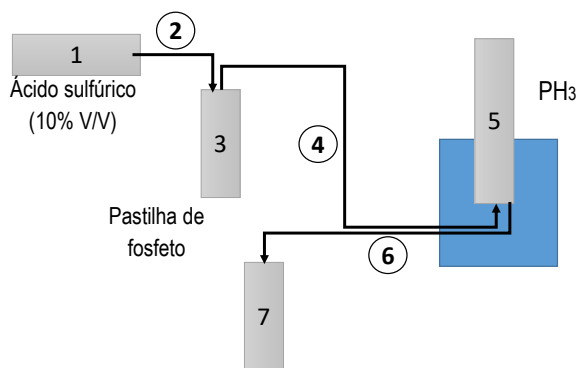 2
1
Ácido sulfúrico
(10% V/V)
3
4
5
PH3
Pastilha de
fosfeto
6
7